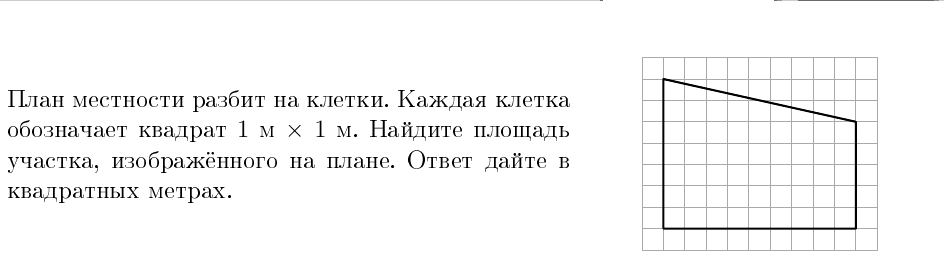 План местности разбит на клетки. Каждая клетка
обозначает квадрат 1 м × 1 м. Найдите площадь
участка, изображённого на плане. Ответ дайте в
квадратных метрах.